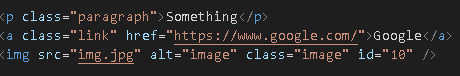 <p class="paragraph">Something</p>
<a class="link" href="https://www.google.com/">Google</a>
<img src="img.jpg" alt="image" class="image" id="10" />